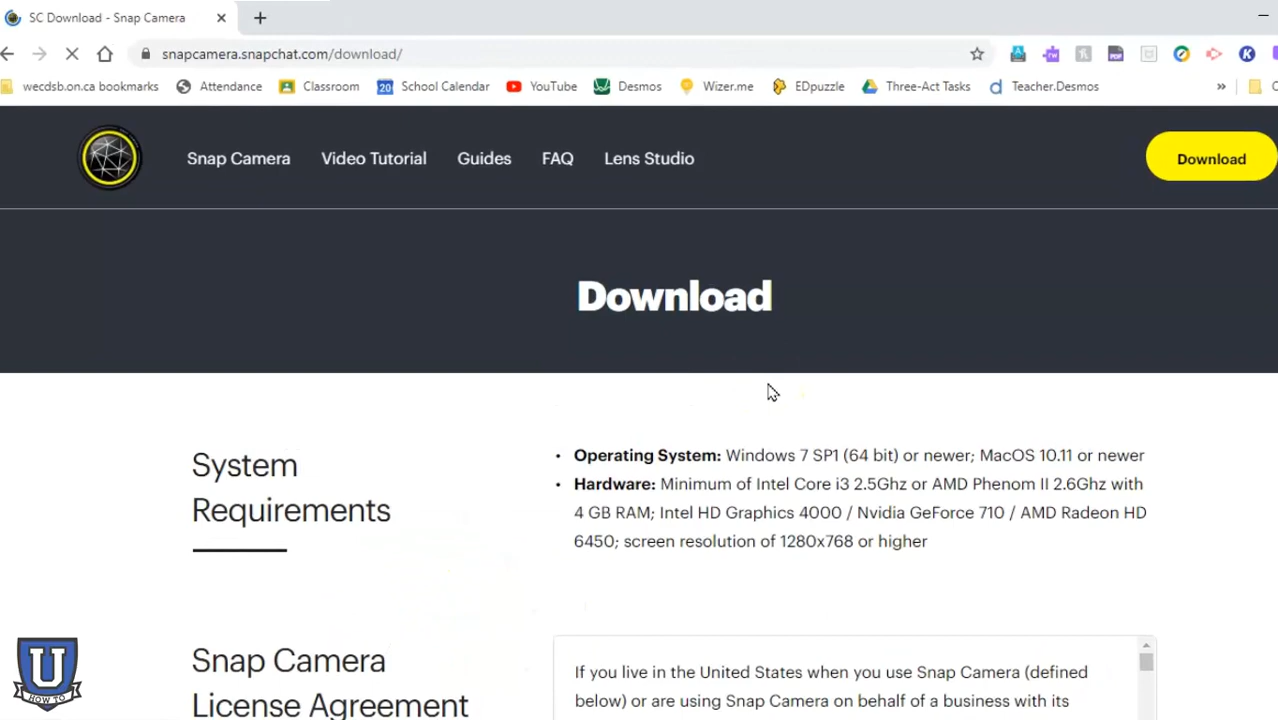 SC Download - Snap Camera
snapcamera.snapchat.com/download/
wecdsb.on.ca bookmarks Attendance Classroom 20 School Calendar YouTube Desmos Wizer.me EDpuzzle Three-Act Tasks Teacher.Desmos
Snap Camera Video Tutorial Guides FAQ Lens Studio Download
Download
System
Requirements
• Operating System: Windows 7 SP1 (64 bit) or newer; MacOS 10.11 or newer
• Hardware: Minimum of Intel Core i3 2.5Ghz or AMD Phenom II 2.6Ghz with
4 GB RAM; Intel HD Graphics 4000 / Nvidia GeForce 710 / AMD Radeon HD
6450; screen resolution of 1280x768 or higher
Snap Camera
License Agreement
If you live in the United States when you use Snap Camera (defined
below) or are using Snap Camera on behalf of a business with its
U
HOW TO